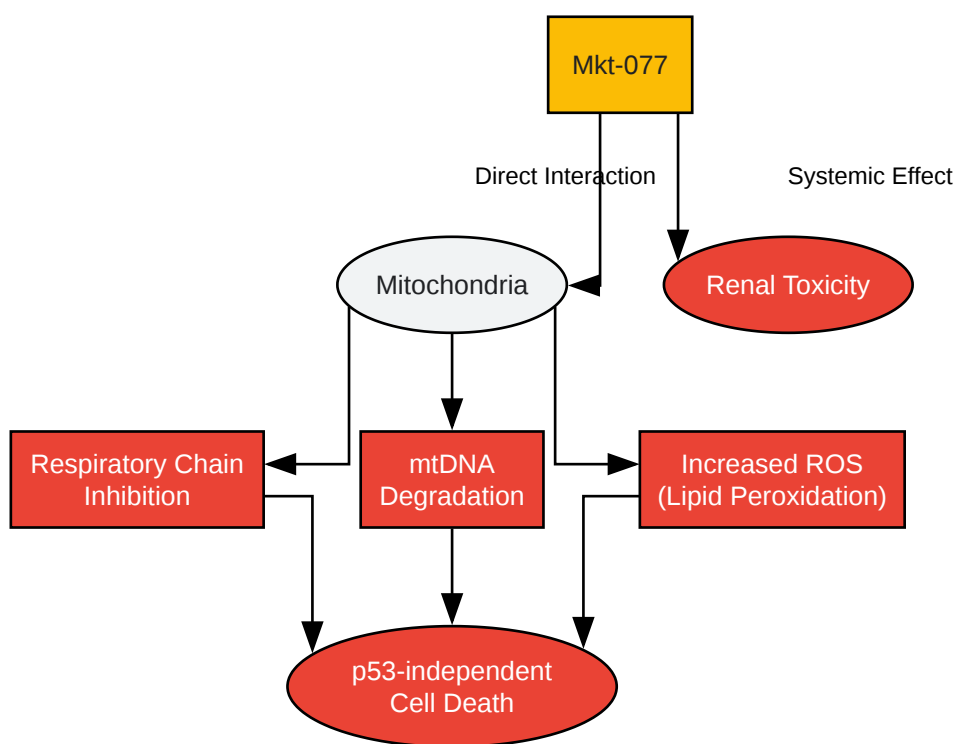 Mkt-077
Direct Interaction
Systemic Effect
Mitochondria
Renal Toxicity
Respiratory Chain
Inhibition
mtDNA
Degradation
Increased ROS
(Lipid Peroxidation)
p53-independent
Cell Death